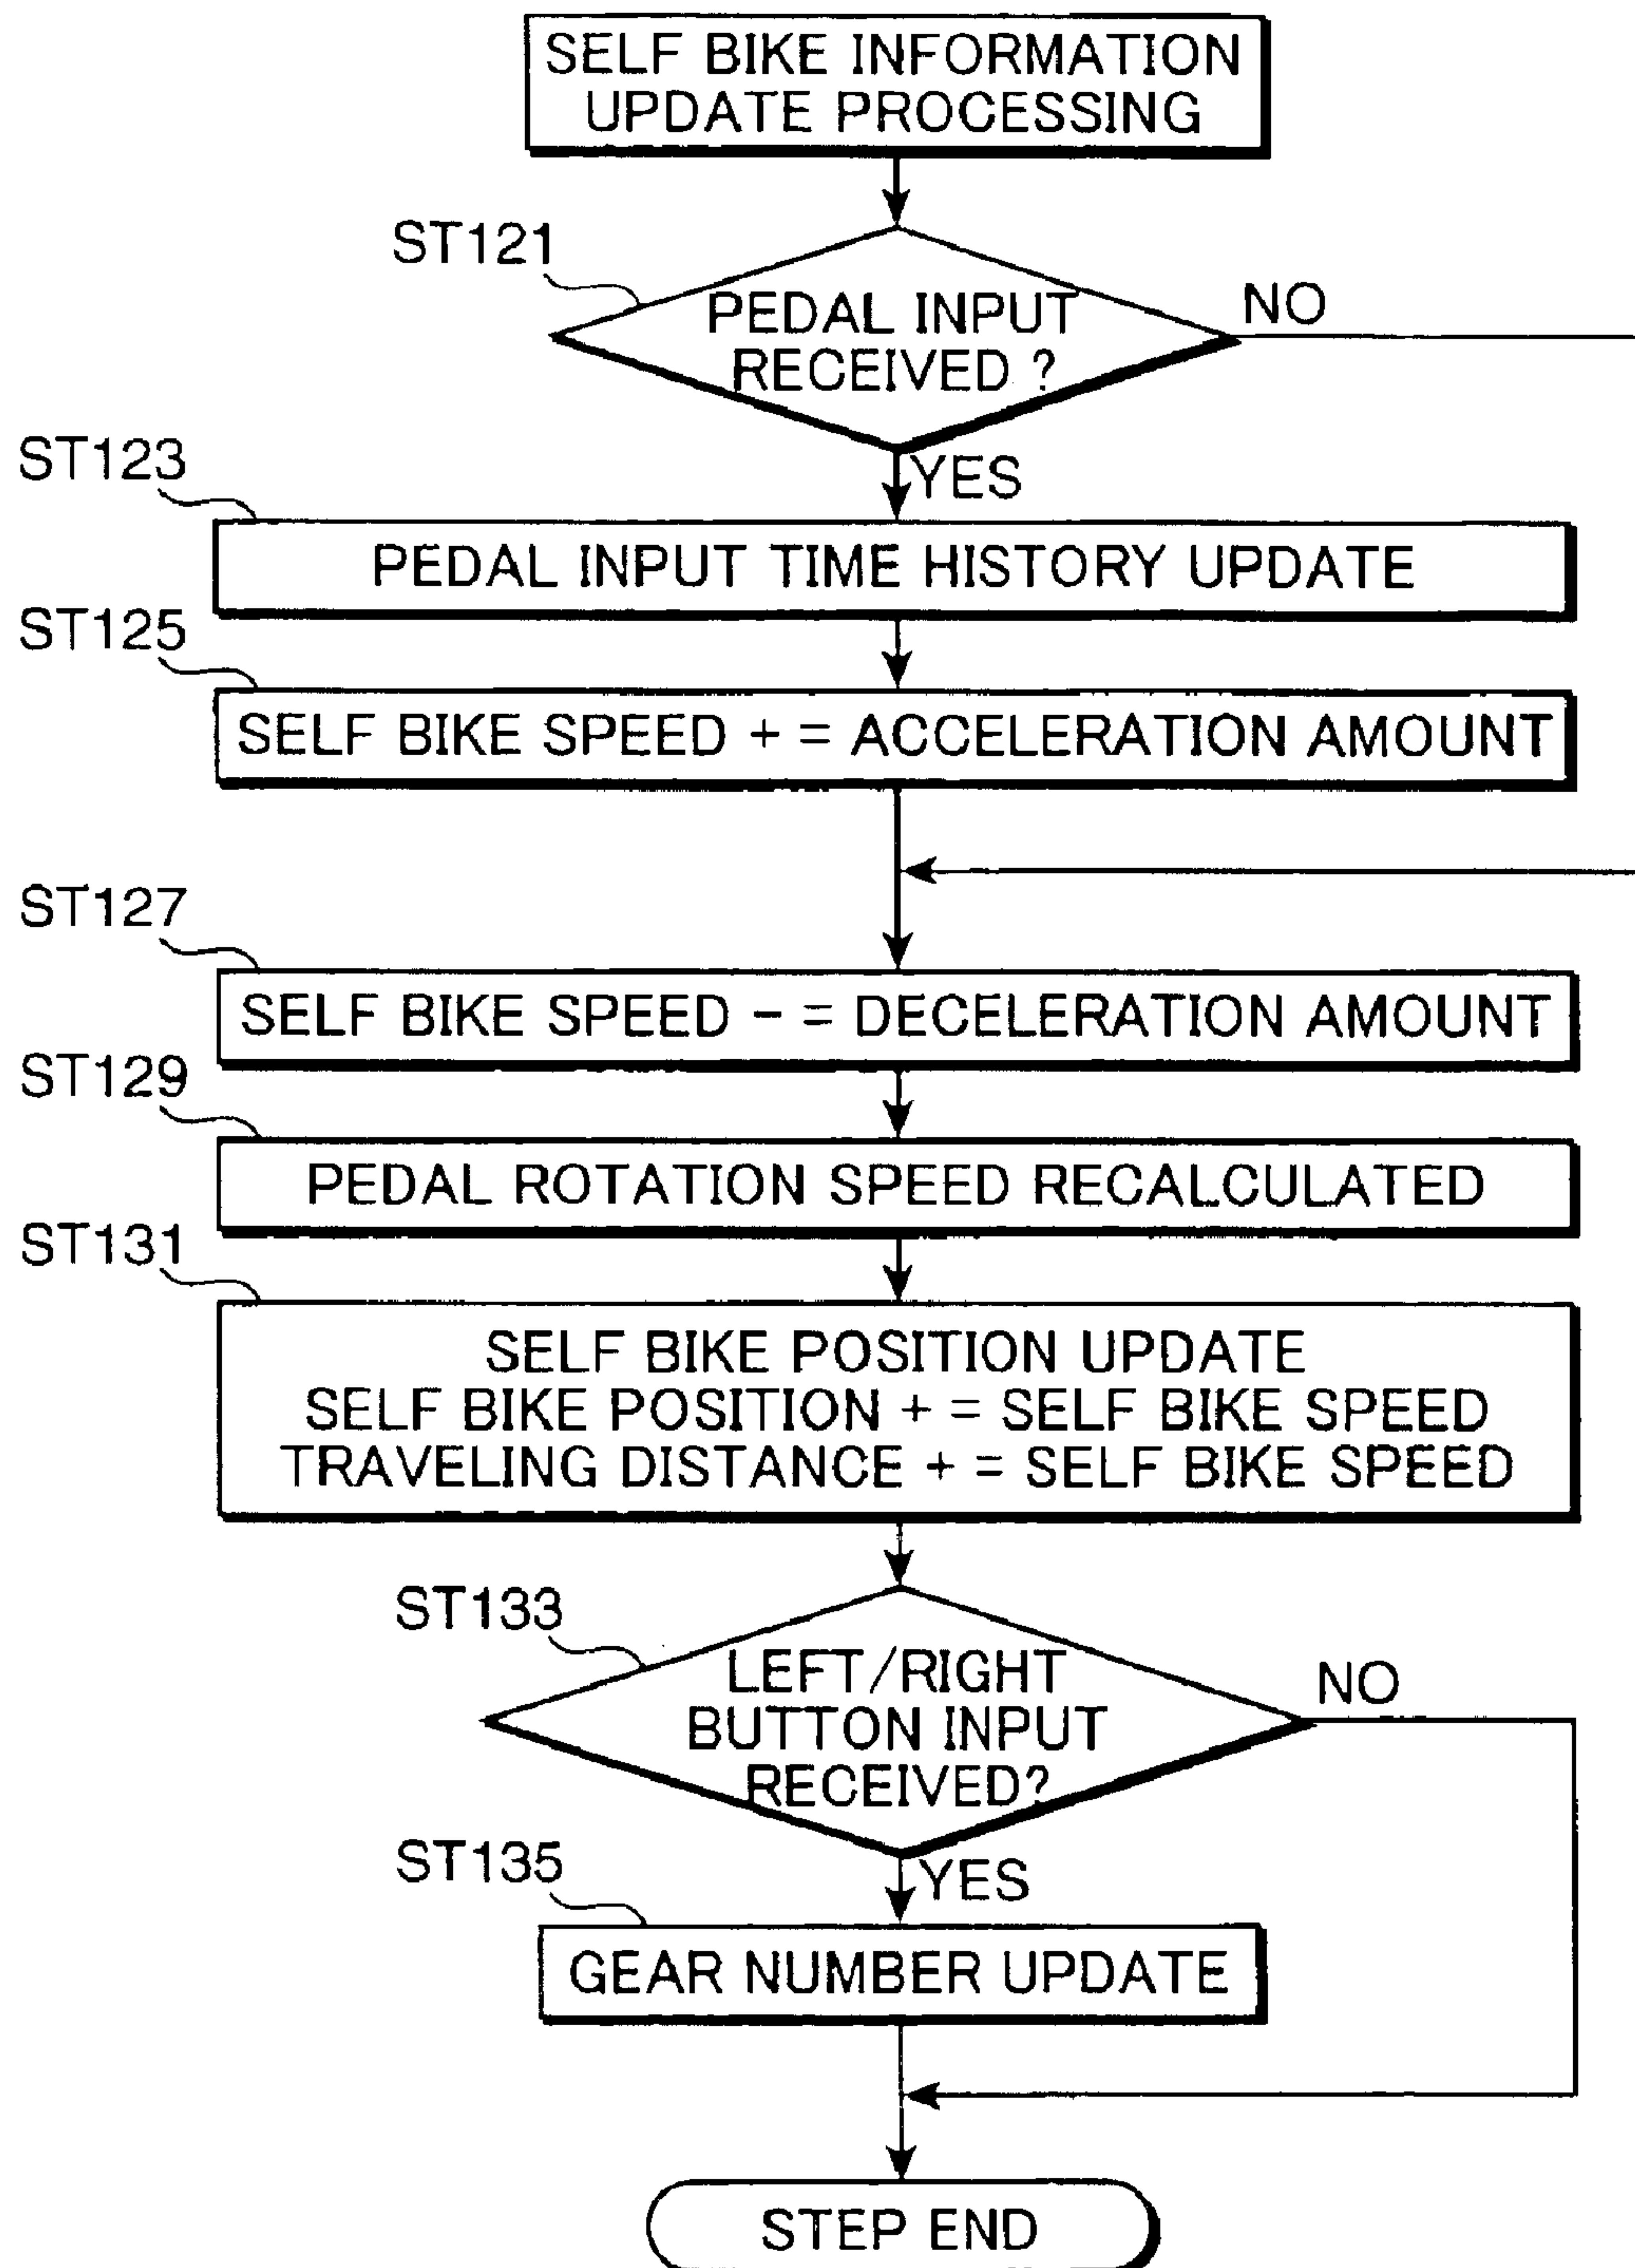 SELF BIKE INFORMATION
UPDATE PROCESSING
ST121
PEDAL INPUT
RECEIVED ?
NO
YES
ST123
PEDAL INPUT TIME HISTORY UPDATE
ST125
SELF BIKE SPEED + = ACCELERATION AMOUNT
ST127
SELF BIKE SPEED - = DECELERATION AMOUNT
ST129
PEDAL ROTATION SPEED RECALCULATED
ST131
SELF BIKE POSITION UPDATE
SELF BIKE POSITION + = SELF BIKE SPEED
TRAVELING DISTANCE + = SELF BIKE SPEED
ST133
LEFT/RIGHT
BUTTON INPUT
RECEIVED?
NO
YES
ST135
GEAR NUMBER UPDATE
STEP END